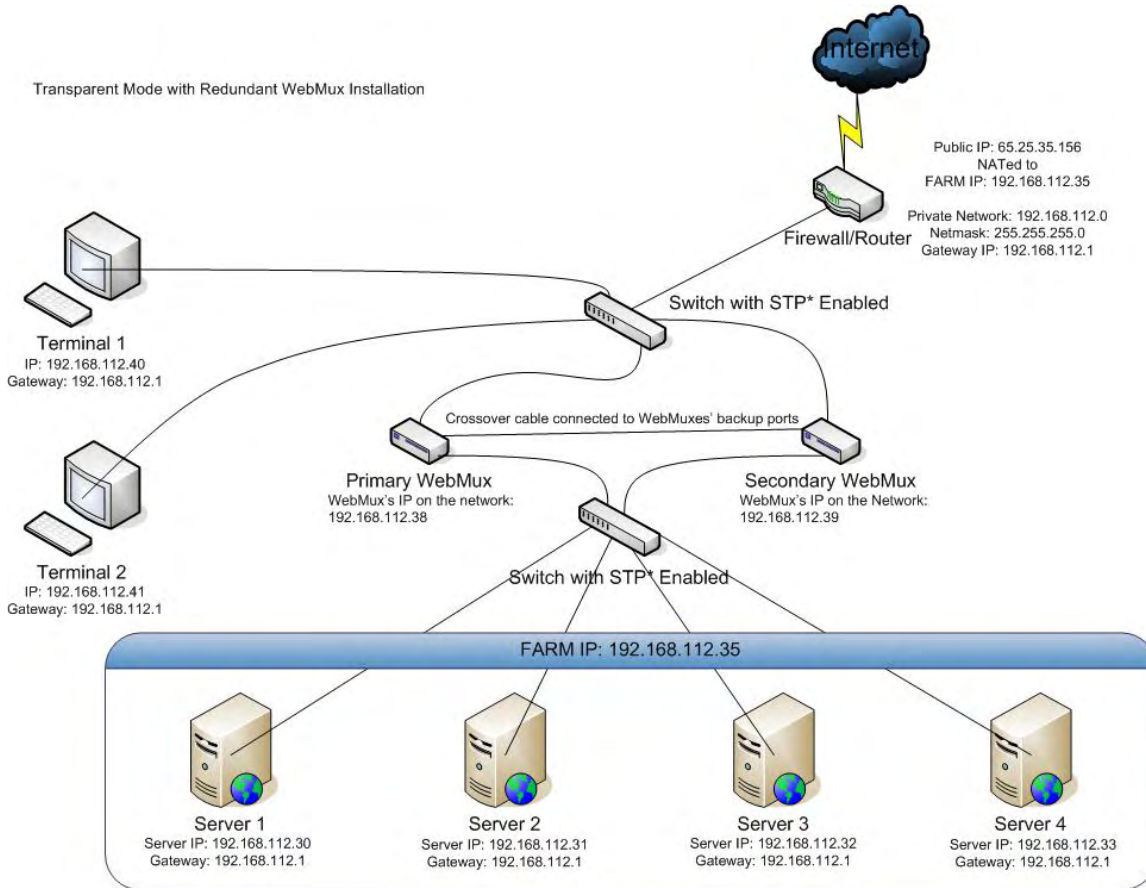 Internet
Transparent Mode with Redundant WebMux Installation
Public IP: 65.25.35.156
NATed to
FARM IP: 192.168.112.35
Private Network: 192.168.112.0
Netmask: 255.255.255.0
Gateway IP: 192.168.112.1
Firewall/Router
Switch with STP* Enabled
Terminal 1
IP: 192.168.112.40
Gateway: 192.168.112.1
Crossover cable connected to WebMuxes' backup ports
Primary WebMux
WebMux's IP on the network:
192.168.112.38
Secondary WebMux
WebMux's IP on the Network:
192.168.112.39
Terminal 2
IP: 192.168.112.41
Gateway: 192.168.112.1
Switch with STP* Enabled
FARM IP: 192.168.112.35
Server 1
Server IP: 192.168.112.30
Gateway: 192.168.112.1
Server 2
Server IP: 192.168.112.31
Gateway: 192.168.112.1
Server 3
Server IP: 192.168.112.32
Gateway: 192.168.112.1
Server 4
Server IP: 192.168.112.33
Gateway: 192.168.112.1